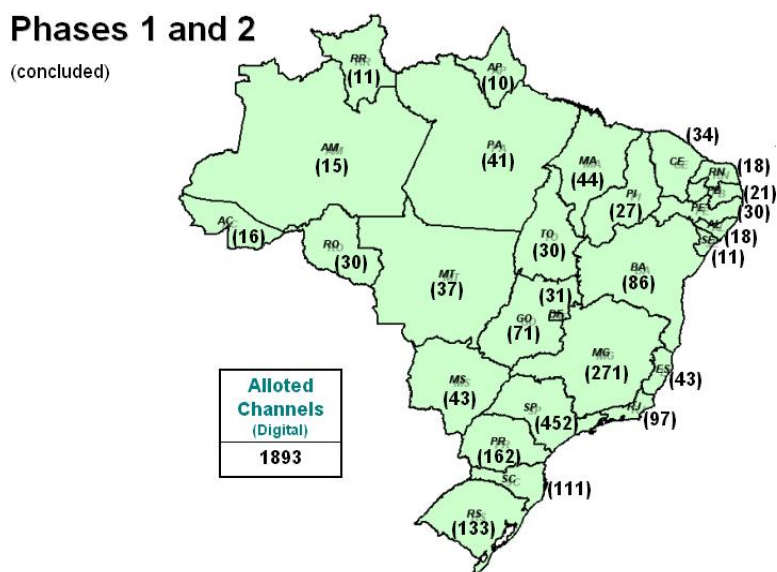 Phases 1 and 2
(concluded)
RR
(11)
AP
(10)
AM
(15)
PA
(41)
MA
(44)
CE
(34)
RN
(18)
PB
(21)
PI
(27)
PE
(30)
AL
(18)
SE
(11)
AC
(16)
RO
(30)
TO
(30)
MT
(37)
BA
(86)
DF
(31)
GO
(71)
MG
(271)
ES
(43)
MS
(43)
SP
(452)
RJ
(97)
PR
(162)
SC
(111)
RS
(133)
Alloted
Channels
(Digital)
1893